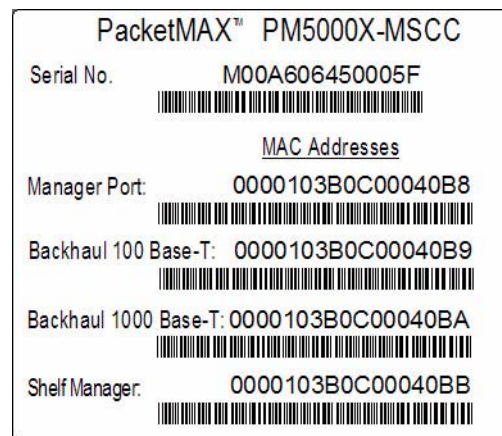 PacketMAX™ PM5000X-MSCC
Serial No. M00A606450005F
MAC Addresses
Manager Port: 0000103B0C00040B8
Backhaul 100 Base-T: 0000103B0C00040B9
Backhaul 1000 Base-T: 0000103B0C00040BA
Shelf Manager: 0000103B0C00040BB